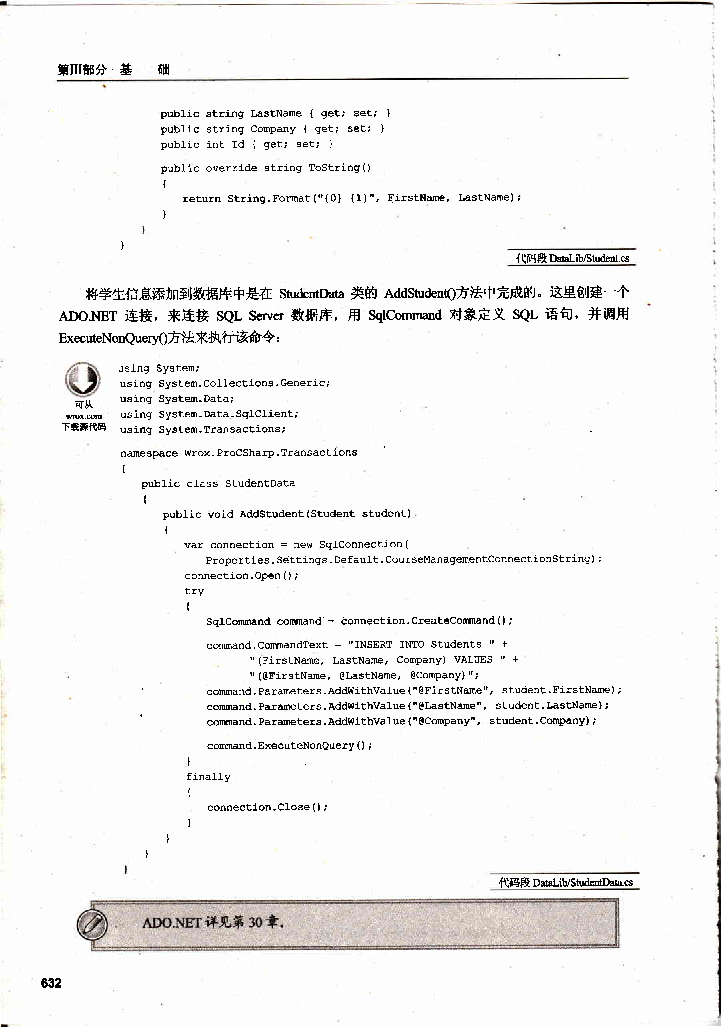 第III部分 基 础
public string LastName { get; set; }
public string Company { get; set; }
public int Id { get; set; }
public override string ToString()
{
return String.Format("{0} {1}", FirstName, LastName);
}
}
}
代码段 DataLib/Student.cs
将学生信息添加到数据库中是在 StudentData 类的 AddStudent()方法中完成的。这里创建一个
ADO.NET 连接，来连接 SQL Server 数据库，用 SqlCommand 对象定义 SQL 语句，并调用
ExecuteNonQuery()方法来执行该命令：
可从
wrox.com
下载源代码
using System;
using System.Collections.Generic;
using System.Data;
using System.Data.SqlClient;
using System.Transactions;
namespace Wrox.ProCSharp.Transactions
{
public class StudentData
{
public void AddStudent(Student student)
{
var connection = new SqlConnection(
Properties.Settings.Default.CourseManagementConnectionString);
connection.Open();
try
{
SqlCommand command = connection.CreateCommand();
command.CommandText = "INSERT INTO Students " +
"(FirstName, LastName, Company) VALUES " +
"(@FirstName, @LastName, @Company)";
command.Parameters.AddWithValue("@FirstName", student.FirstName);
command.Parameters.AddWithValue("@LastName", student.LastName);
command.Parameters.AddWithValue("@Company", student.Company);
command.ExecuteNonQuery();
}
finally
{
connection.Close();
}
}
}
}
代码段 DataLib/StudentData.cs
ADO.NET 详见第 30 章。
632